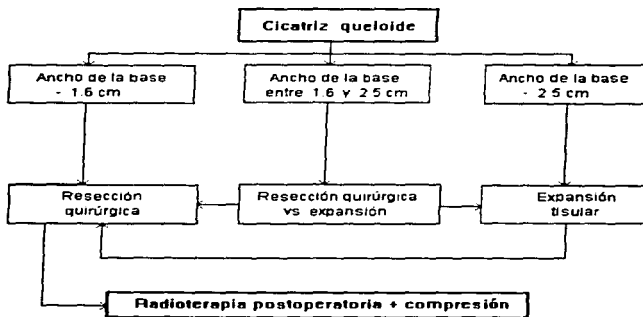 Cicatriz queloide
Ancho de la base
- 1.6 cm
Ancho de la base
entre 1.6 y 2.5 cm
Ancho de la base
- 2.5 cm
Resección
quirúrgica
Resección quirúrgica
vs expansión
Expansión
tisular
Radioterapia postoperatoria + compresión